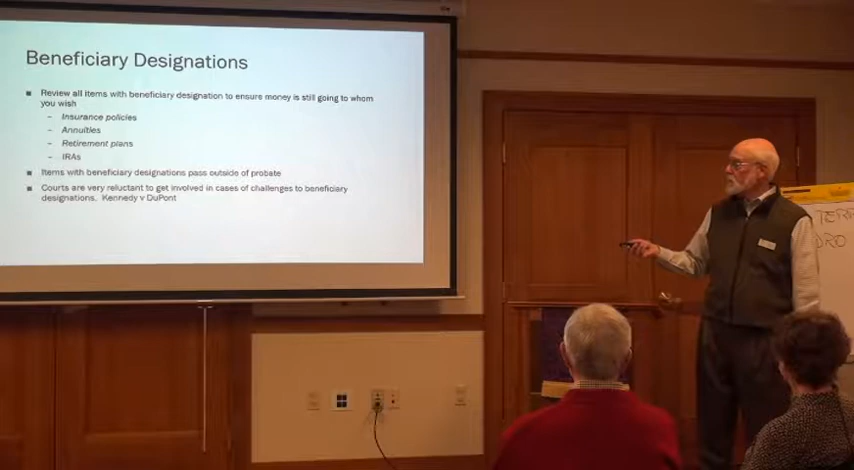 Beneficiary Designations
■ Review all items with beneficiary designation to ensure money is still going to whom
you wish
– Insurance policies
– Annuities
– Retirement plans
– IRAs
■ Items with beneficiary designations pass outside of probate
■ Courts are very reluctant to get involved in cases of challenges to beneficiary
designations. Kennedy v DuPont